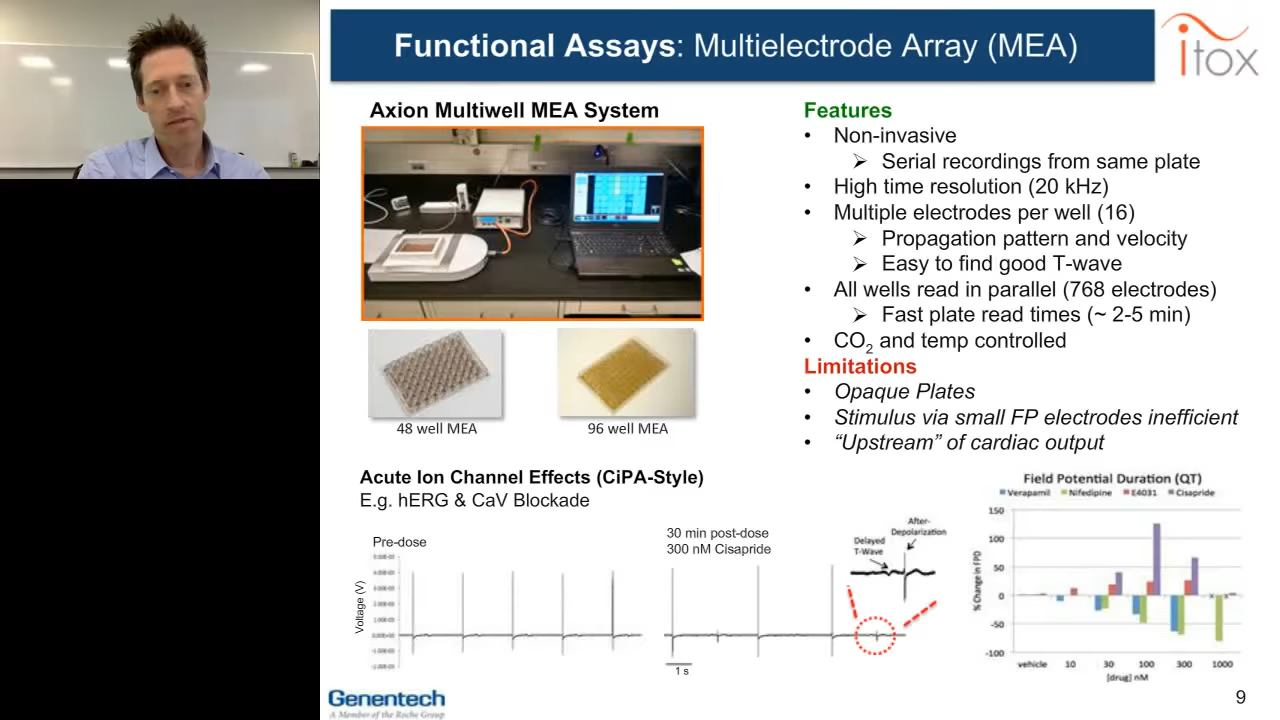 Functional Assays: Multielectrode Array (MEA)
itox
Axion Multiwell MEA System
48 well MEA
96 well MEA
Features
• Non-invasive
➢ Serial recordings from same plate
• High time resolution (20 kHz)
• Multiple electrodes per well (16)
➢ Propagation pattern and velocity
➢ Easy to find good T-wave
• All wells read in parallel (768 electrodes)
➢ Fast plate read times (~ 2-5 min)
• CO2 and temp controlled
Limitations
• Opaque Plates
• Stimulus via small FP electrodes inefficient
• “Upstream” of cardiac output
Acute Ion Channel Effects (CiPA-Style)
E.g. hERG & CaV Blockade
Pre-dose
Voltage (V)
30 min post-dose
300 nM Cisapride
1 s
Delayed
T-Wave
After-
Depolarization
Field Potential Duration (QT)
Verapamil Nifedipine E4031 Cisapride
% Change in FPD
150
100
50
0
-50
-100
vehicle 10 30 100 300 1000
[drug] nM
Genentech
A Member of the Roche Group
9